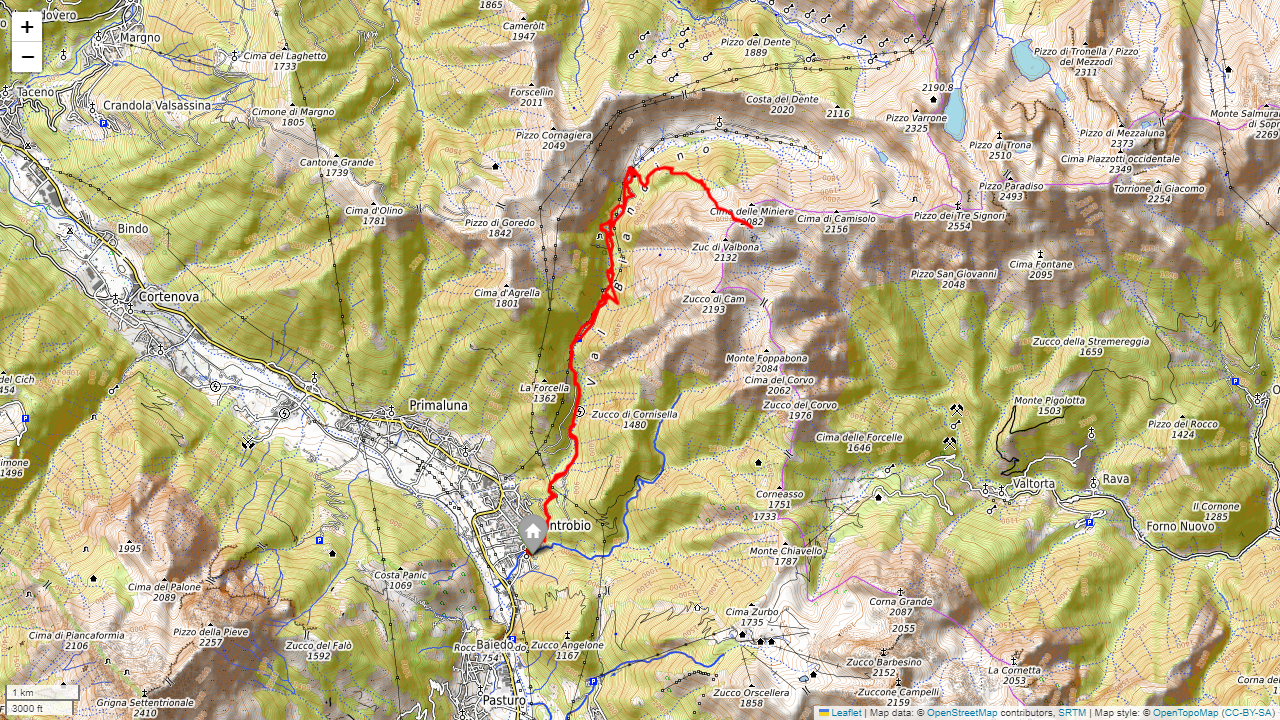 +
−
1865
Cameròlt
1947
Margno
Cima del Laghetto
1733
Pizzo del Dente
1889
Pizzo di Tronella / Pizzo
del Mezzodi
2311
Taceno
Crandola Valsassina
Cimone di Margno
1805
Forscellin
2011
Costa del Dente
2020
2116
2190.8
Pizzo Varrone
2325
Monte Salmura
di Sopr
2269
Pizzo Cornagiera
2049
Pizzo di Mezzaluna
2373
Pizzo di Trona
2510
Cima Piazzotti occidentale
2349
Cantone Grande
1739
Pizzo Paradiso
2493
Torrione di Giacomo
2254
Cima d'Olino
1781
Pizzo di Goredo
1842
Cima delle Miniere
2082
Cima di Camisolo
2156
Pizzo dei Tre Signori
2554
Bindo
Zuc di Valbona
2132
Cima Fontane
2095
Pizzo San Giovanni
2048
Cortenova
Cima d'Agrella
1801
Zucco di Cam
2193
Zucco della Stremereggia
1659
Monte Foppabona
2084
Cima del Corvo
2062
La Forcella
1362
Primaluna
Zucco di Cornisella
1480
Zucco del Corvo
1976
Monte Pigolotta
1503
Pizzo del Rocco
1424
Cima delle Forcelle
1646
1496
Corneasso
1751
1733
Valtorta
Rava
Il Cornone
1285
Forno Nuovo
ntrobio
1995
Monte Chiavello
1787
Cima del Palone
2089
Costa Panic
1069
Corna Grande
2087
2055
Cima Zurbo
1735
Cima di Piancaformia
2106
Pizzo della Pieve
2257
Zucco del Falò
1592
Baiedo
754
Zucco Angelone
1167
Zucco Barbesino
2152
La Cornetta
2053
Zuccone Campelli
2159
Zucco Orscellera
1858
Grigna Settentrionale
2410
Pasturo
1 km
3000 ft
Leaflet | Map data: © OpenStreetMap contributors, SRTM | Map style: © OpenTopoMap (CC-BY-SA)